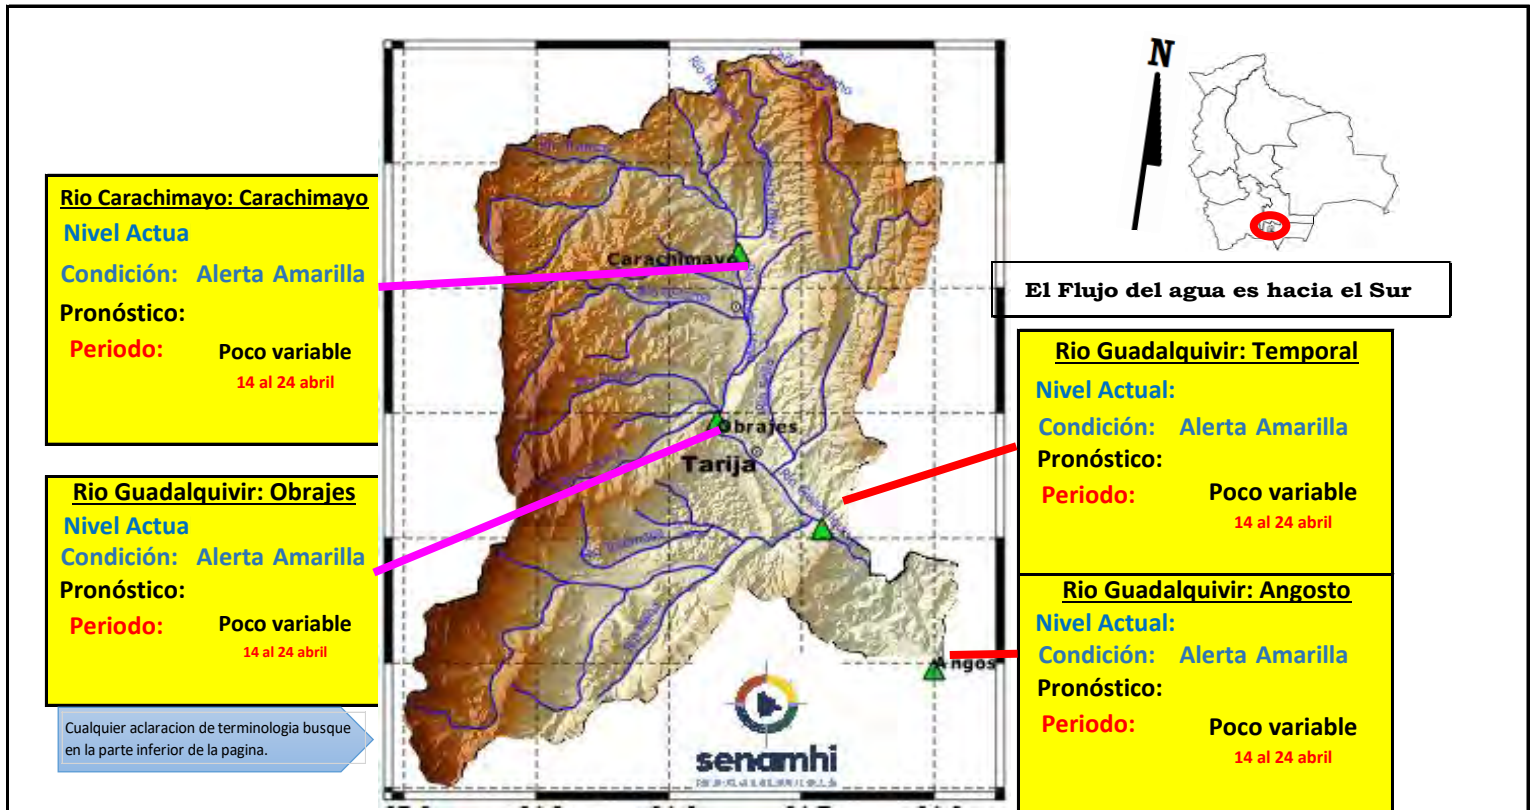 N
El Flujo del agua es hacia el Sur
Rio Carachimayo: Carachimayo
Nivel Actua
Condición: Alerta Amarilla
Pronóstico:
Periodo: Poco variable
14 al 24 abril
Rio Guadalquivir: Obrajes
Nivel Actua
Condición: Alerta Amarilla
Pronóstico:
Periodo: Poco variable
14 al 24 abril
Cualquier aclaracion de terminologia busque
en la parte inferior de la pagina.
Carachimayo
Obrajes
Tarija
Angos
senamhi
Rio Guadalquivir: Temporal
Nivel Actual:
Condición: Alerta Amarilla
Pronóstico:
Periodo: Poco variable
14 al 24 abril
Rio Guadalquivir: Angosto
Nivel Actual:
Condición: Alerta Amarilla
Pronóstico:
Periodo: Poco variable
14 al 24 abril